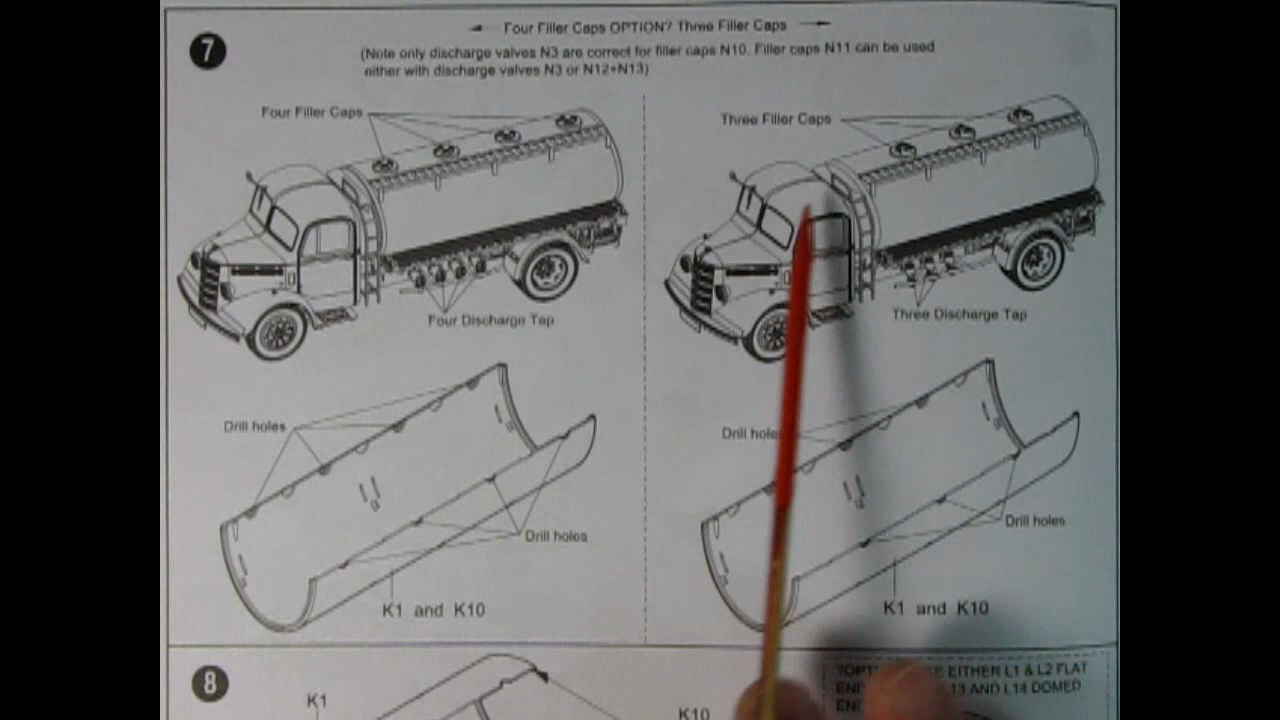 7
Four Filler Caps OPTION? Three Filler Caps
(Note only discharge valves N3 are correct for filler caps N10. Filler caps N11 can be used
either with discharge valves N3 or N12+N13)
Four Filler Caps
Four Discharge Tap
Drill holes
Drill holes
K1 and K10
Three Filler Caps
Three Discharge Tap
Drill
Drill holes
K1 and K10
8
K1
K10
EITHER L1 & L2 FLAT
AND L14 DOMED